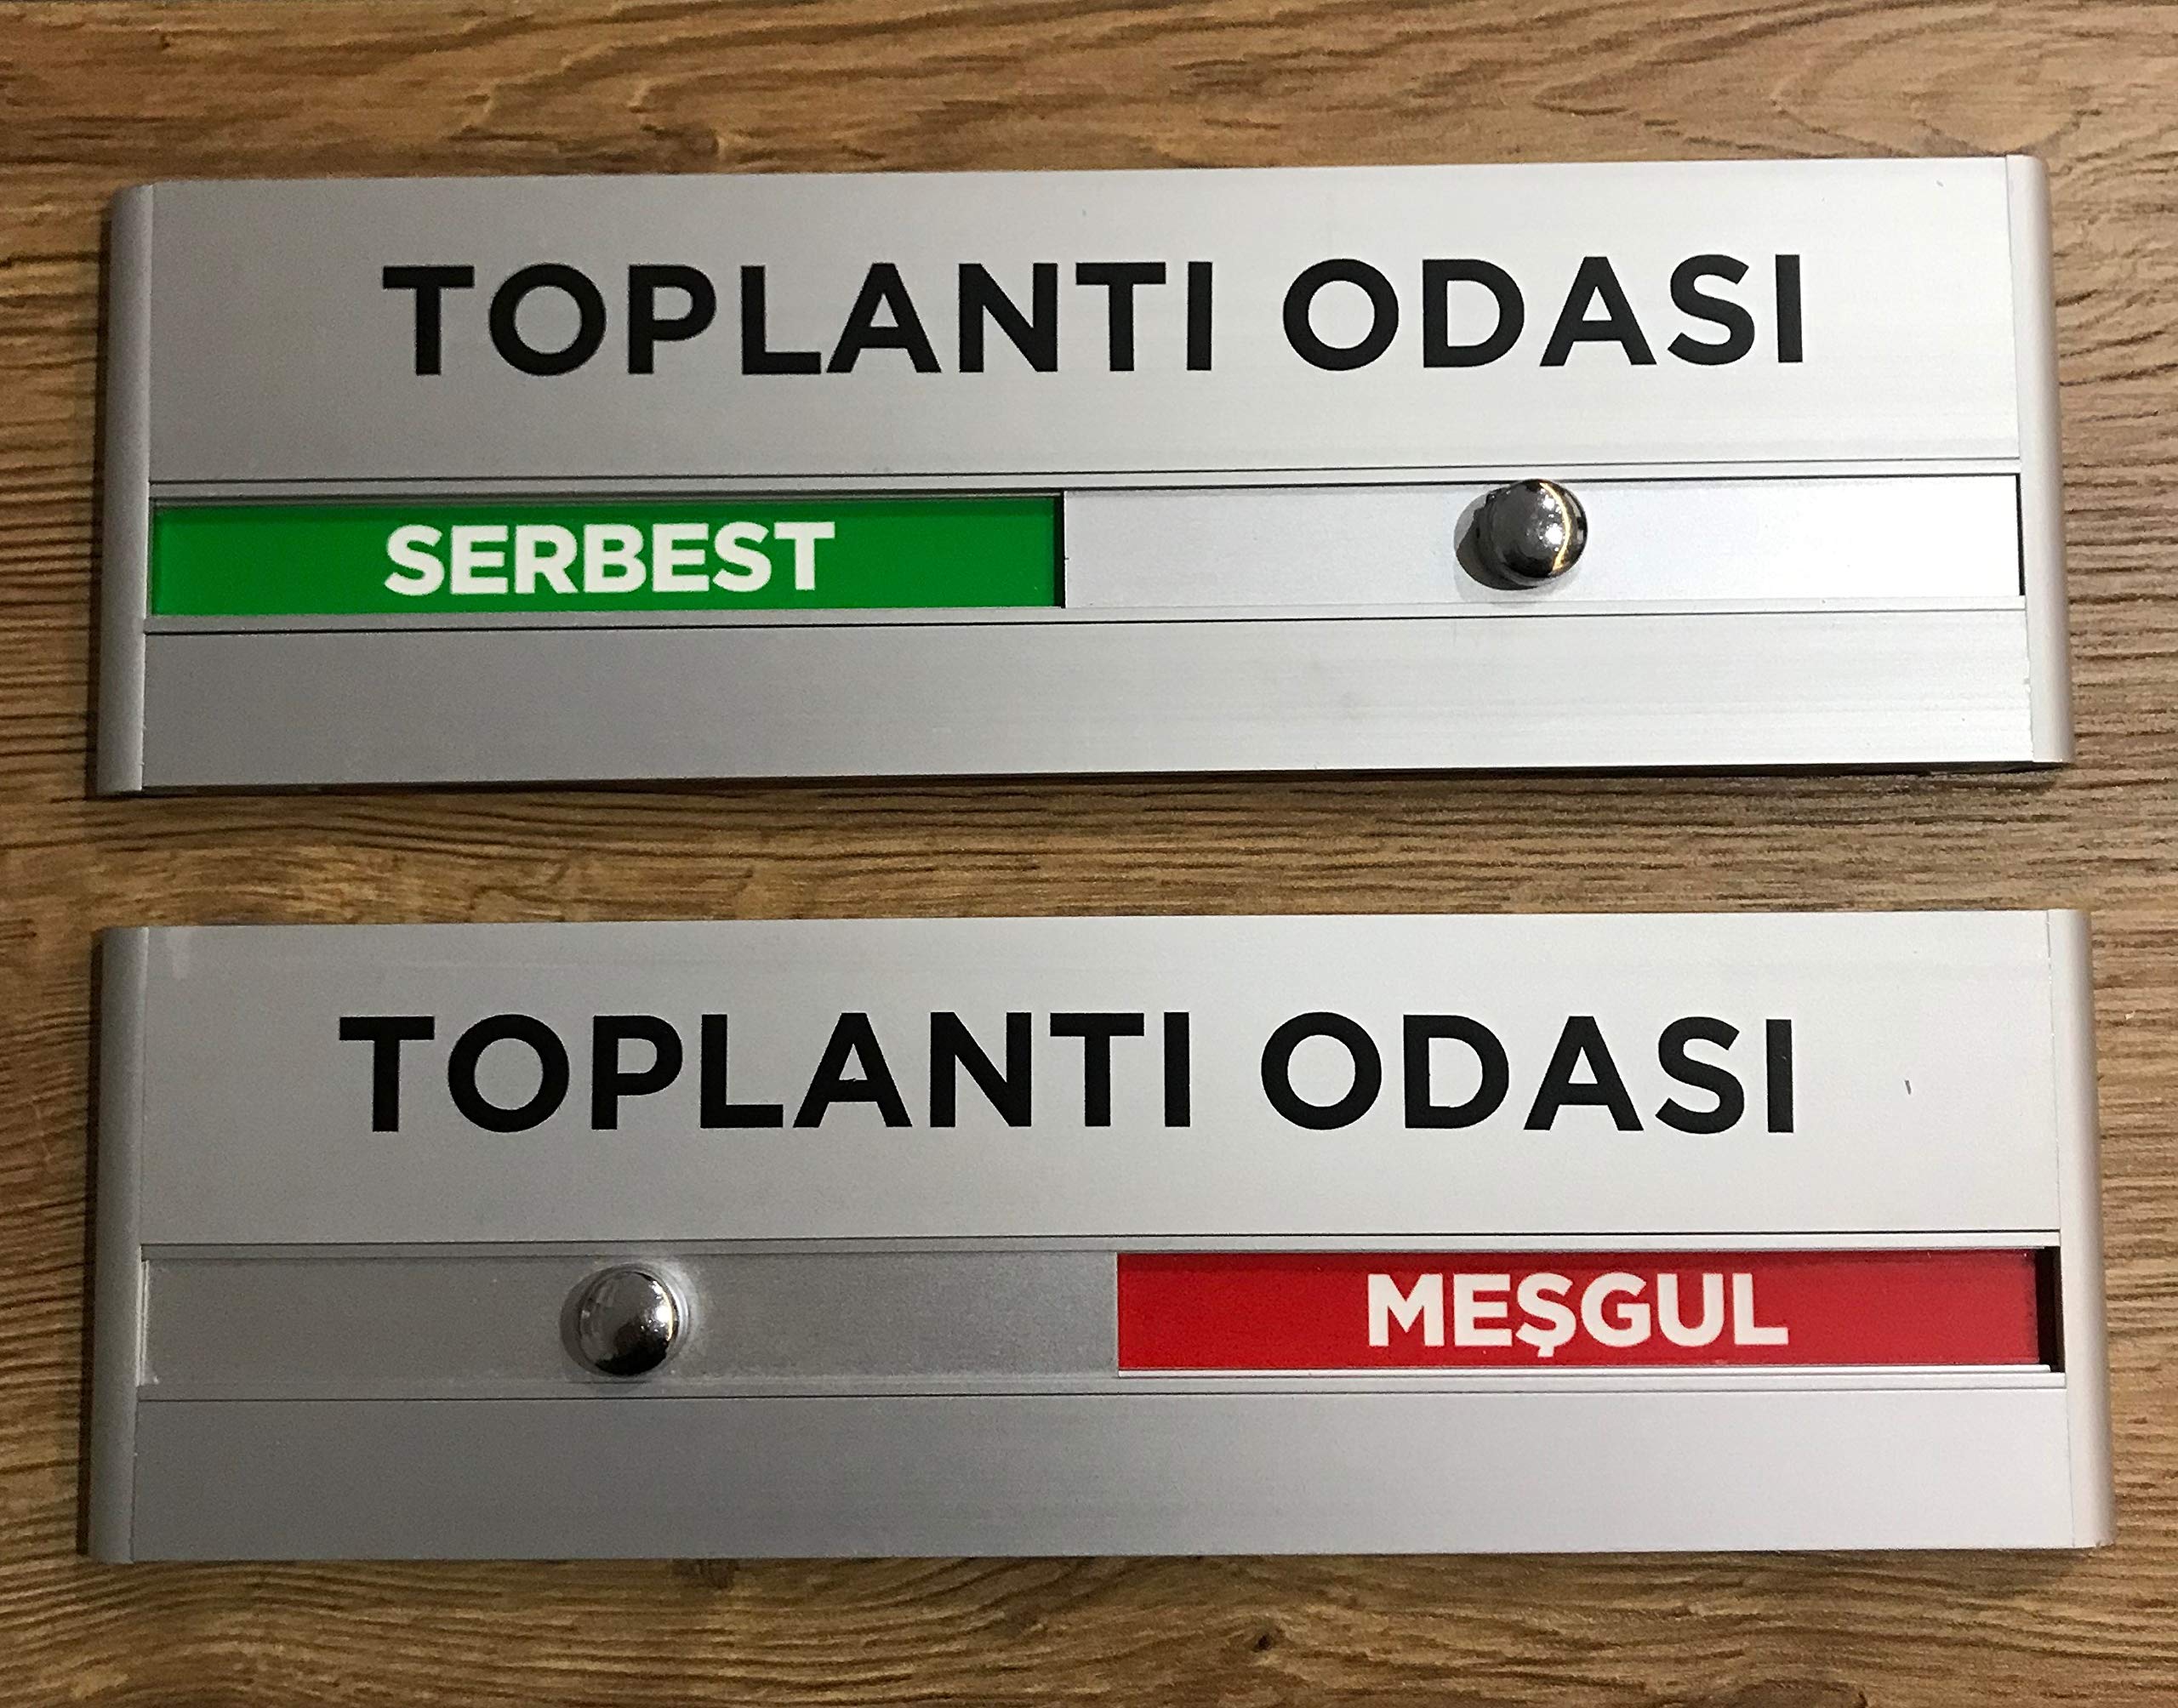 TOPLANTI ODASI
SERBEST
TOPLANTI ODASI
MEŞGUL